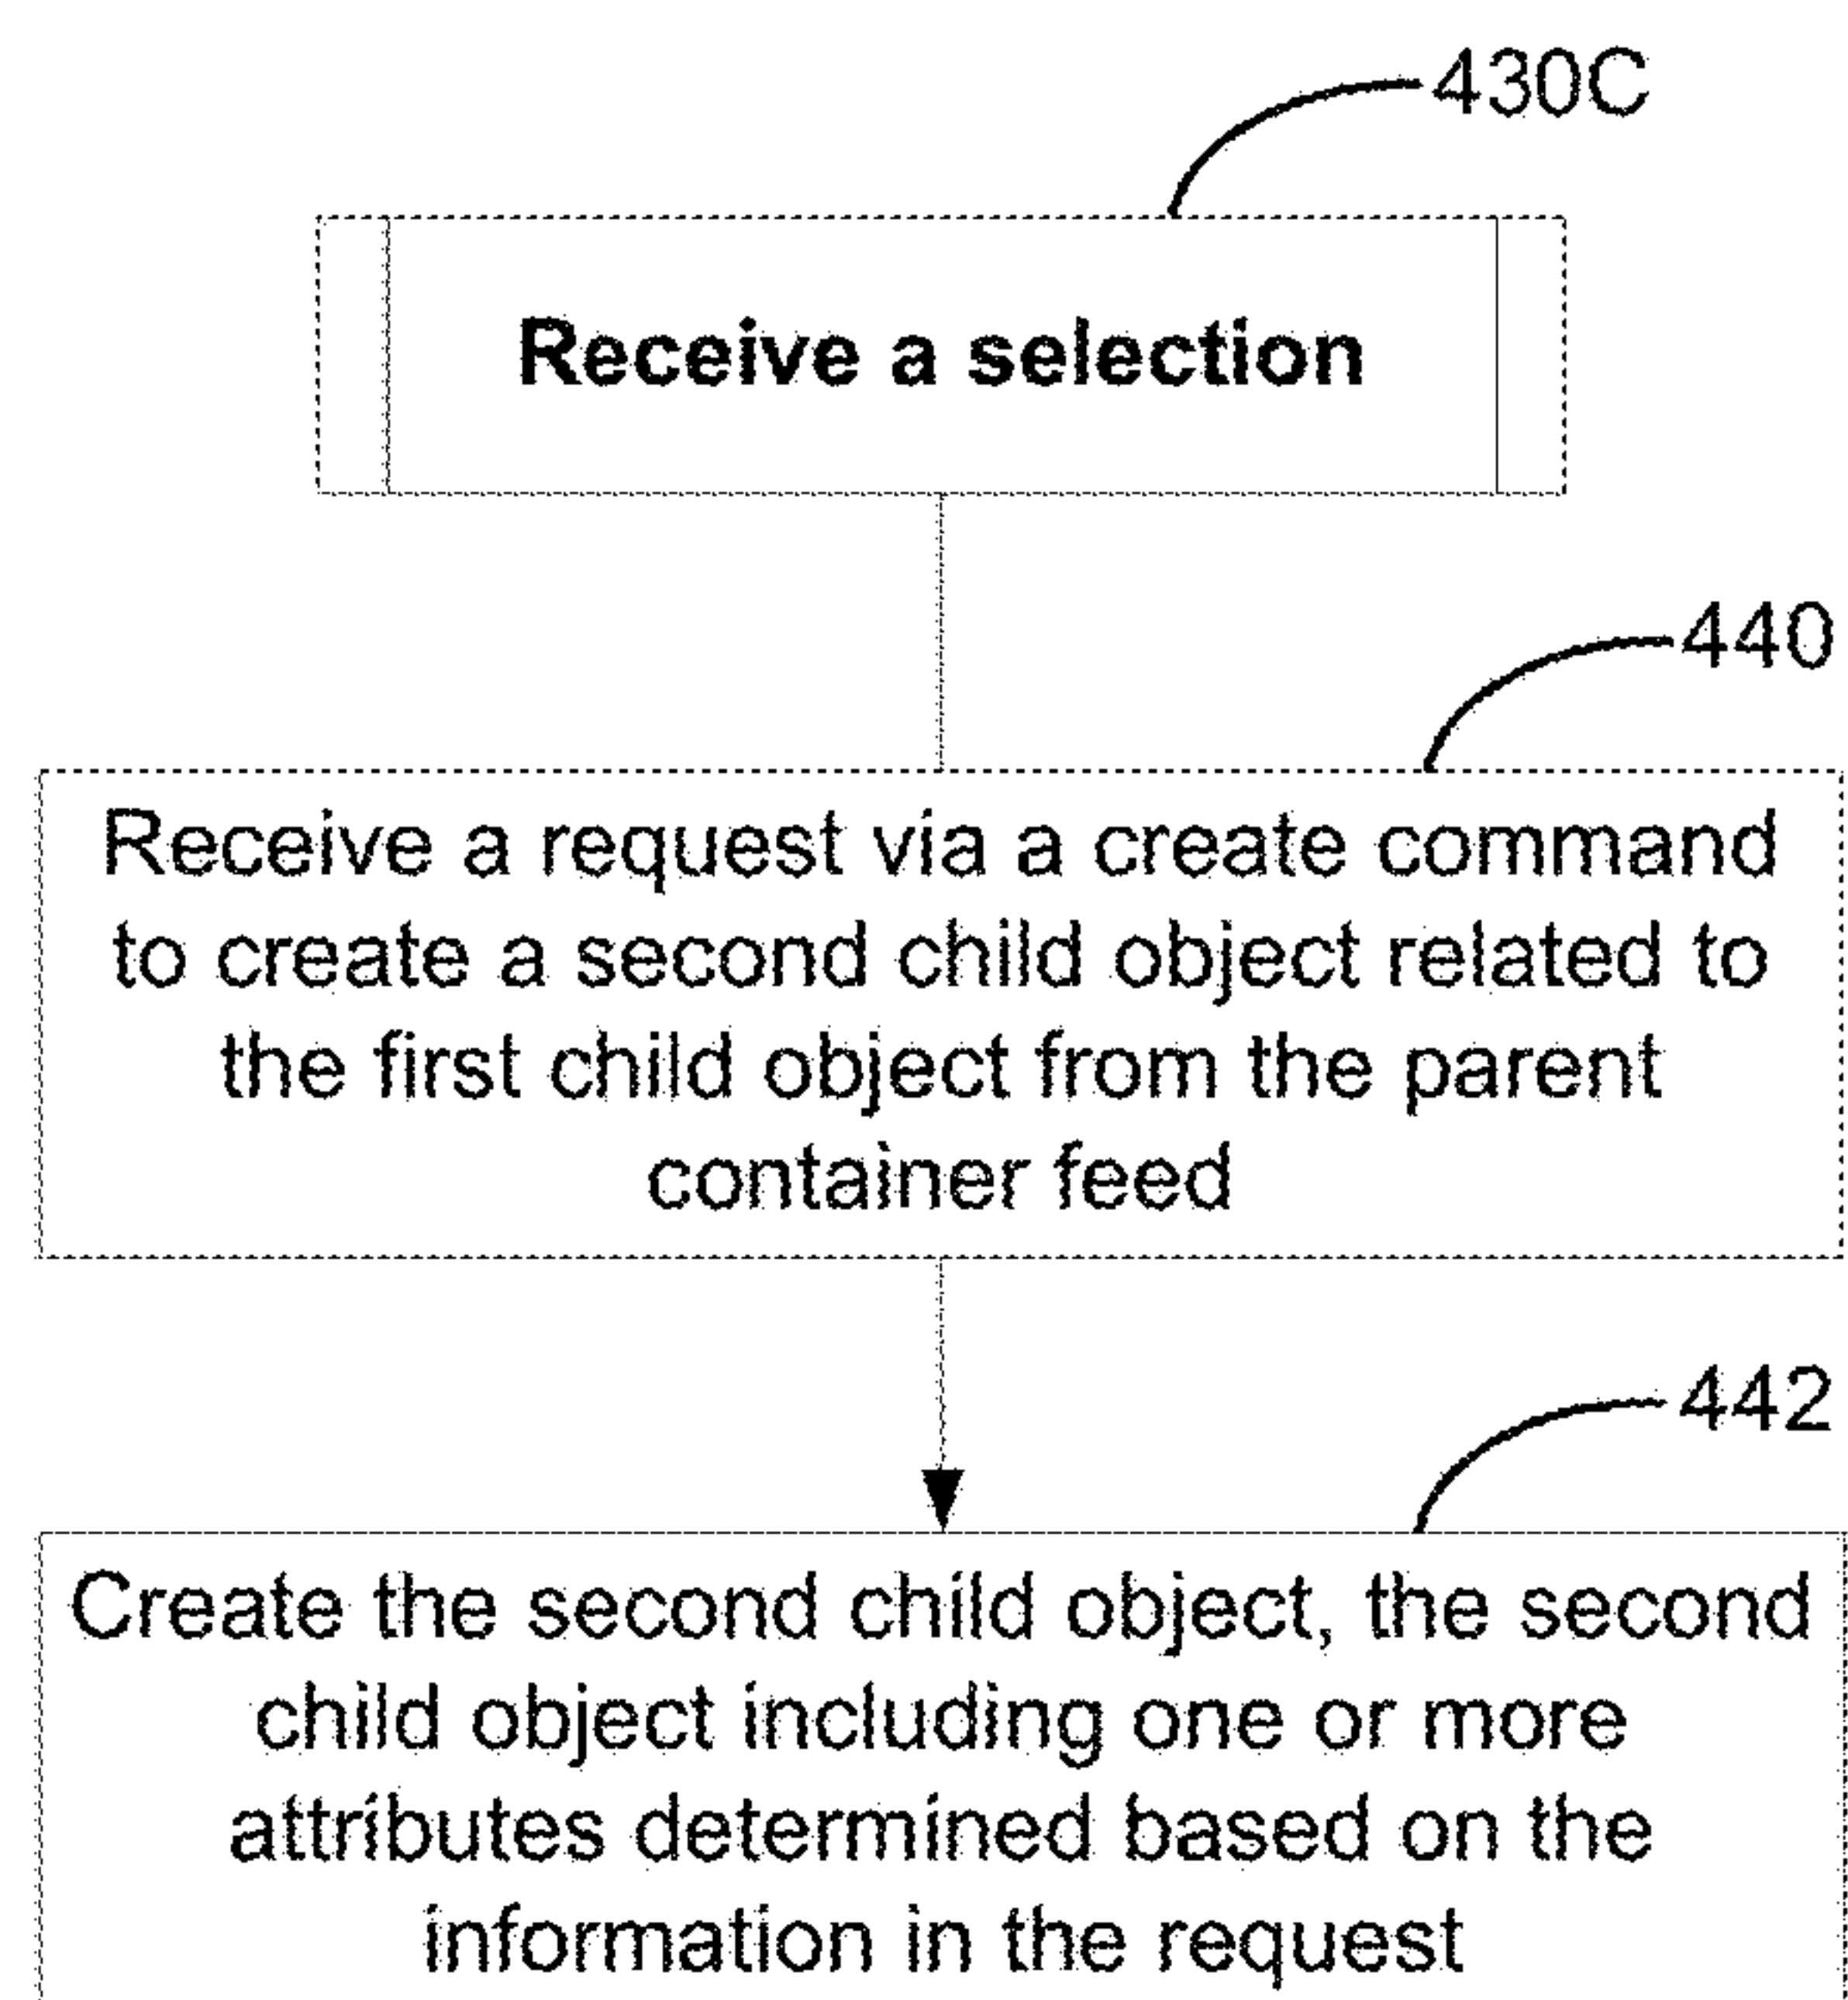 430C
Receive a selection
440
Receive a request via a create command
to create a second child object related to
the first child object from the parent
container feed
442
Create the second child object, the second
child object including one or more
attributes determined based on the
information in the request